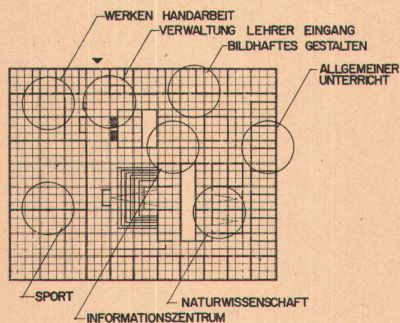 WERKEN HANDARBEIT
VERWALTUNG LEHRER EINGANG
BILDHAFTES GESTALTEN
ALLGEMEINER
UNTERRICHT
SPORT
NATURWISSENSCHAFT
INFORMATIONSZENTRUM